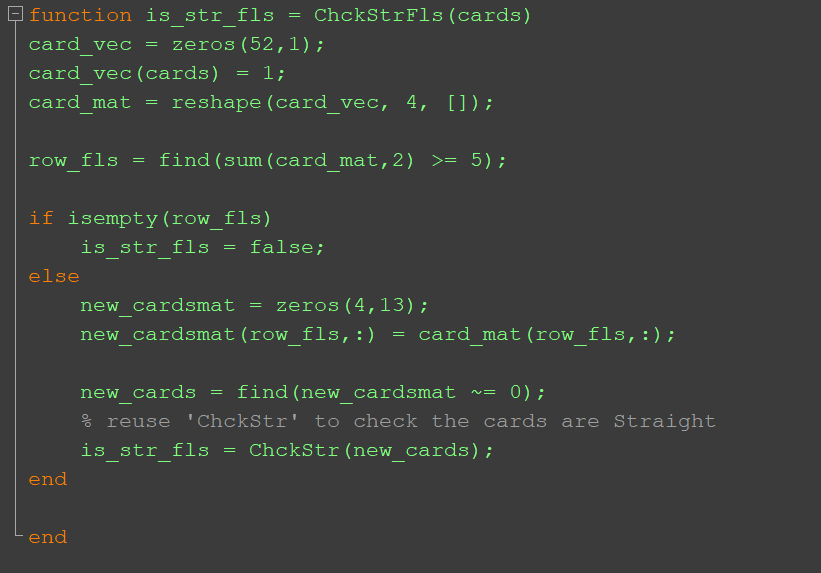 function is_str_fls = ChckStrFls(cards)
card_vec = zeros(52,1);
card_vec(cards) = 1;
card_mat = reshape(card_vec, 4, []);
row_fls = find(sum(card_mat,2) >= 5);
if isempty(row_fls)
    is_str_fls = false;
else
    new_cardsmat = zeros(4,13);
    new_cardsmat(row_fls,:) = card_mat(row_fls,:);
    new_cards = find(new_cardsmat ~= 0);
    % reuse 'ChckStr' to check the cards are Straight
    is_str_fls = ChckStr(new_cards);
end
end